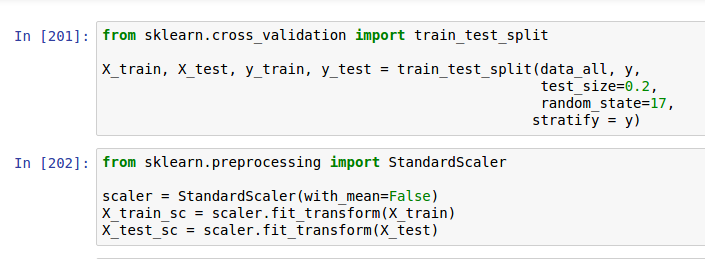 In [201]: from sklearn.cross_validation import train_test_split
X_train, X_test, y_train, y_test = train_test_split(data_all, y,
test_size=0.2,
random_state=17,
stratify = y)
In [202]: from sklearn.preprocessing import StandardScaler
scaler = StandardScaler(with_mean=False)
X_train_sc = scaler.fit_transform(X_train)
X_test_sc = scaler.fit_transform(X_test)